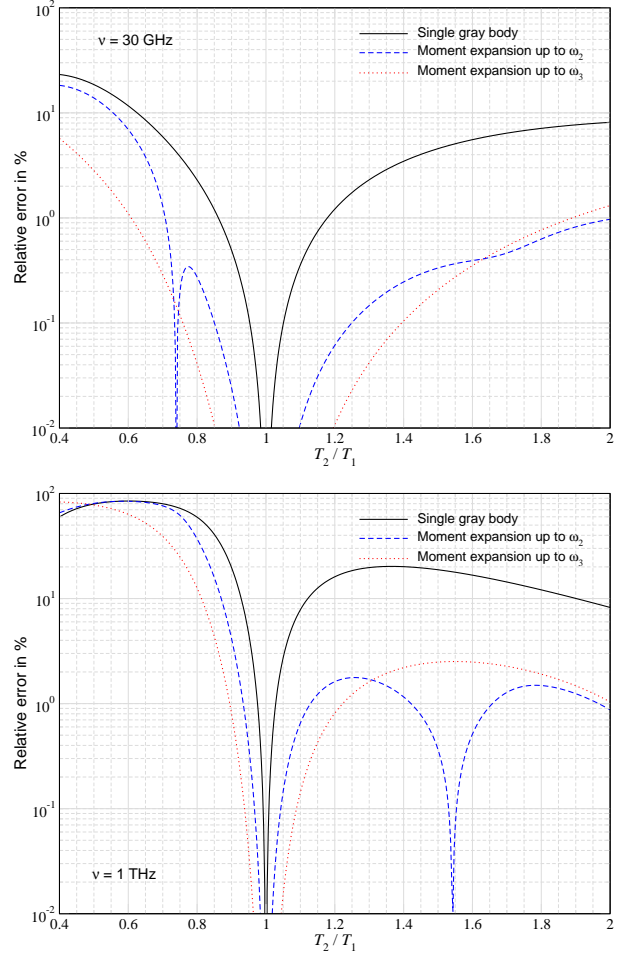 10²
ν = 30 GHz
Single gray body
Moment expansion up to ω₂
Moment expansion up to ω₃
10¹
Relative error in %
10⁰
10⁻¹
10⁻²
0.4 0.6 0.8 1 1.2 1.4 1.6 1.8 2
T₂ / T₁
10²
Single gray body
Moment expansion up to ω₂
Moment expansion up to ω₃
10¹
Relative error in %
10⁰
10⁻¹
ν = 1 THz
10⁻²
0.4 0.6 0.8 1 1.2 1.4 1.6 1.8 2
T₂ / T₁